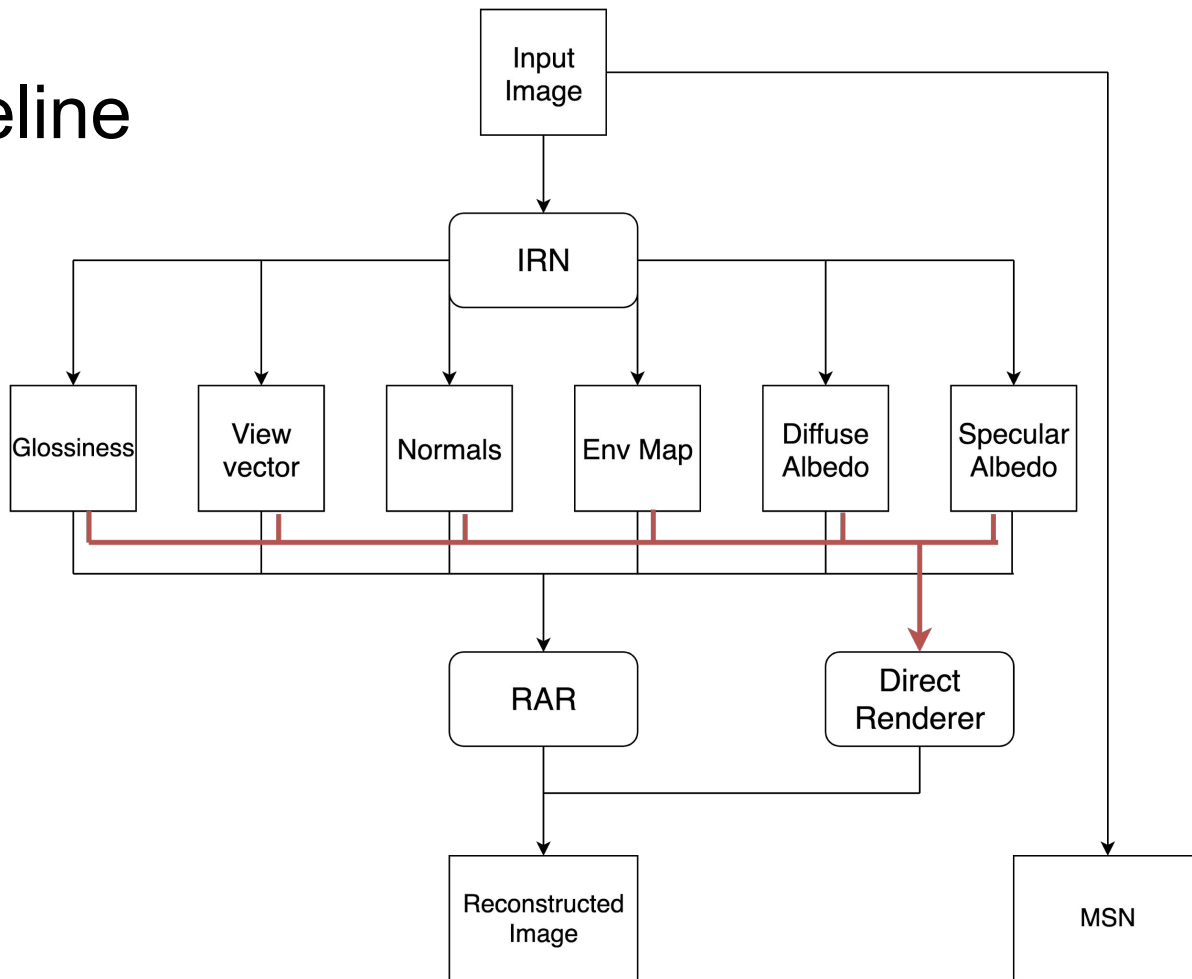 eline
Input
Image
IRN
Glossiness
View
vector
Normals
Env Map
Diffuse
Albedo
Specular
Albedo
RAR
Direct
Renderer
Reconstructed
Image
MSN